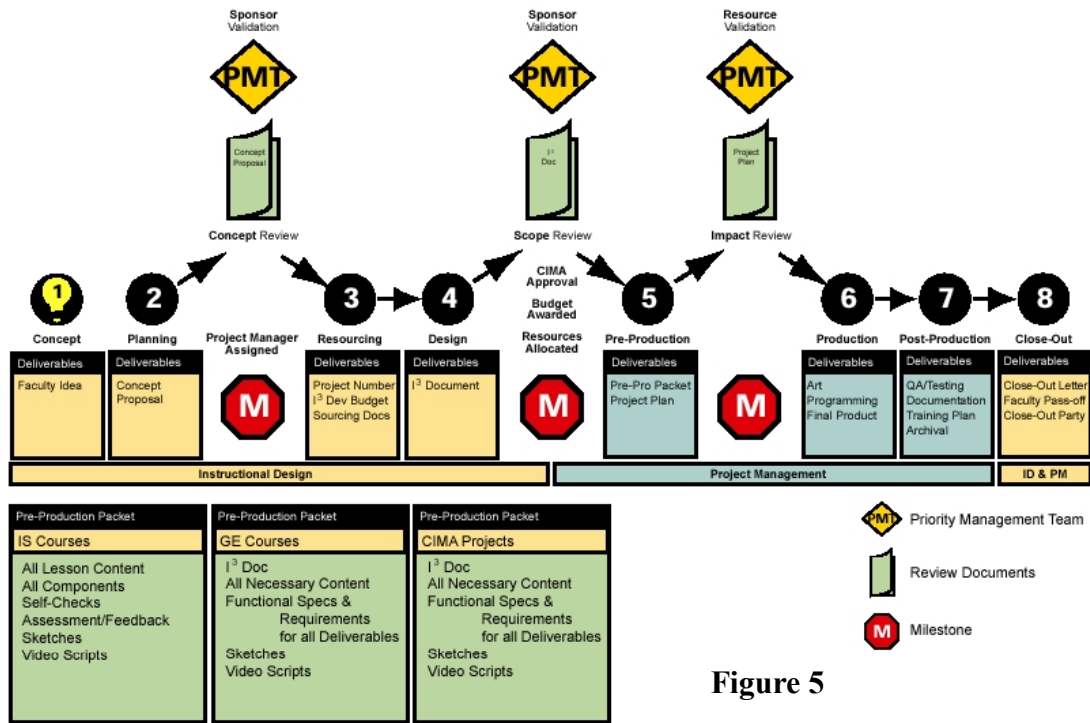 Sponsor
Validation
PMT
Concept
Proposal
Concept Review
Sponsor
Validation
PMT
I³
Doc
Scope Review
Resource
Validation
PMT
Project
Plan
Impact Review
1
Concept
2
Planning
Project Manager
Assigned
3
Resourcing
4
Design
CIMA
Approval
Budget
Awarded
Resources
Allocated
5
Pre-Production
6
Production
7
Post-Production
8
Close-Out
Deliverables
Faculty Idea
Deliverables
Concept
Proposal
M
Deliverables
Project Number
I³ Dev Budget
Sourcing Docs
Deliverables
I³ Document
M
Deliverables
Pre-Pro Packet
Project Plan
M
Deliverables
Art
Programming
Final Product
Deliverables
QA/Testing
Documentation
Training Plan
Archival
Deliverables
Close-Out Letter
Faculty Pass-off
Close-Out Party
Instructional Design
Project Management
ID & PM
Pre-Production Packet
IS Courses
All Lesson Content
All Components
Self-Checks
Assessment/Feedback
Sketches
Video Scripts
Pre-Production Packet
GE Courses
I³ Doc
All Necessary Content
Functional Specs &
Requirements
for all Deliverables
Sketches
Video Scripts
Pre-Production Packet
CIMA Projects
I³ Doc
All Necessary Content
Functional Specs &
Requirements
for all Deliverables
Sketches
Video Scripts
PMT
Priority Management Team
Review Documents
M
Milestone
Figure 5